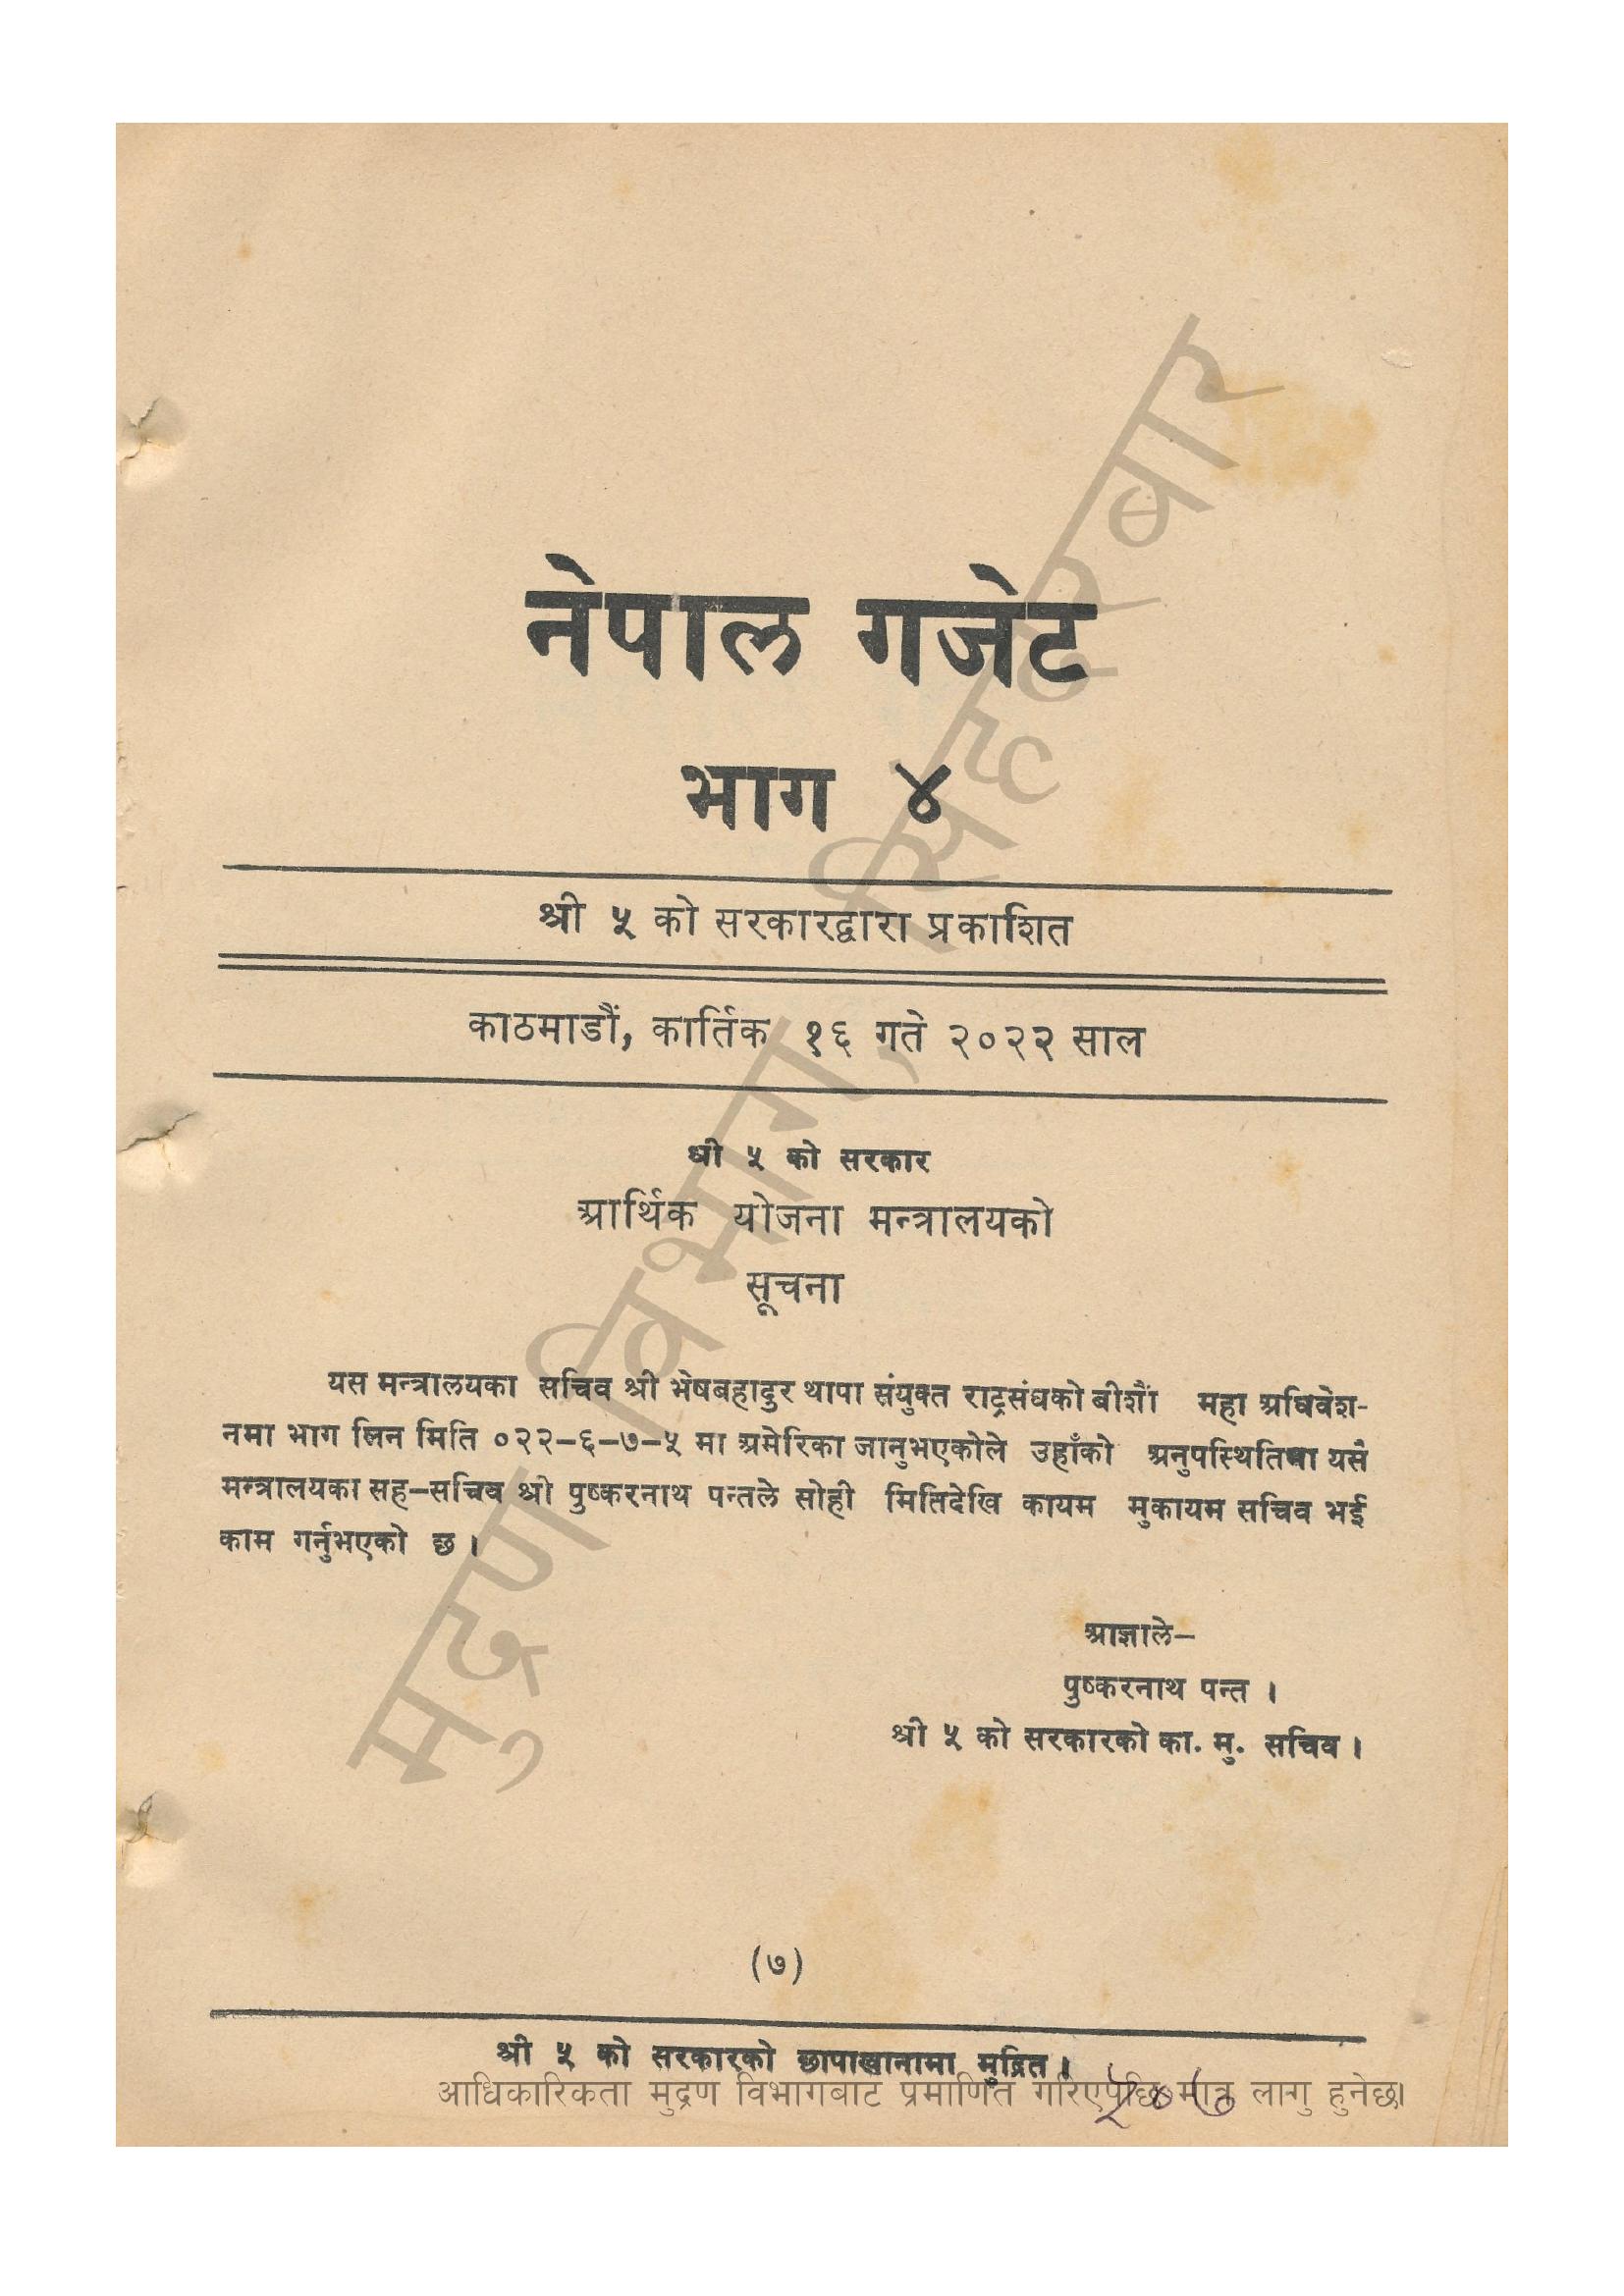 नेपाल गजेट
भाग ४
श्री ५ को सरकारद्वारा प्रकाशित
काठमाडौं, कार्तिक १६ गते २०२२ साल
श्री ५ को सरकार
आर्थिक योजना मन्त्रालयको
सूचना
यस मन्त्रालयका सचिव श्री भेषबहादुर थापा संयुक्त राट्रसंघको बीशौं महा अधिवेश-
नमा भाग लिन मिति ०२२-६-७-५ मा अमेरिका जानुभएकोले उहाँको अनुपस्थितिमा यसै
मन्त्रालयका सह-सचिव श्री पुष्करनाथ पन्तले सोही मितिदेखि कायम मुकायम सचिव भई
काम गर्नुभएको छ ।
आज्ञाले-
पुष्करनाथ पन्त ।
श्री ५ को सरकारको का. मु. सचिव ।
(७)
श्री ५ को सरकारको छापाखानामा मुद्रित ।
आधिकारिकता मुद्रण विभागबाट प्रमाणित गरिएपछि मात्र लागु हुनेछ।
मुद्रण विभाग, सिंहदरबार